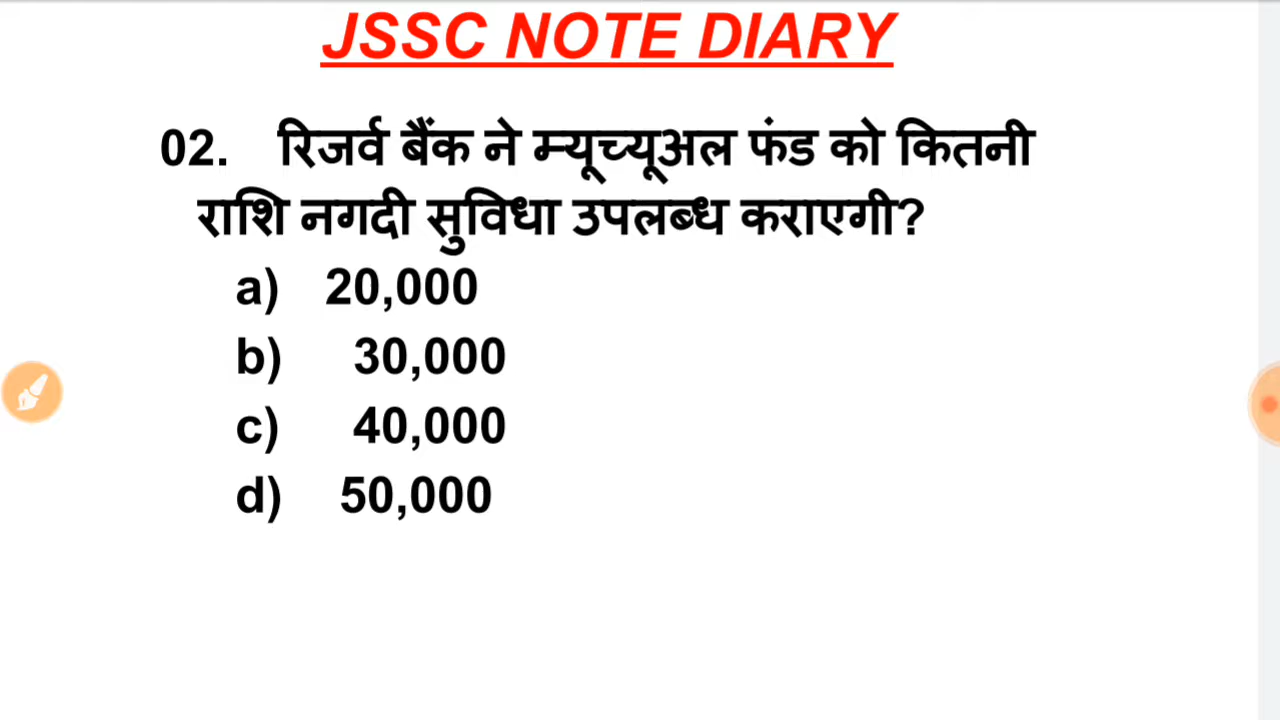 JSSC NOTE DIARY
02. रिजर्व बैंक ने म्यूच्यूअल फंड को कितनी
राशि नगदी सुविधा उपलब्ध कराएगी?
a) 20,000
b) 30,000
c) 40,000
d) 50,000